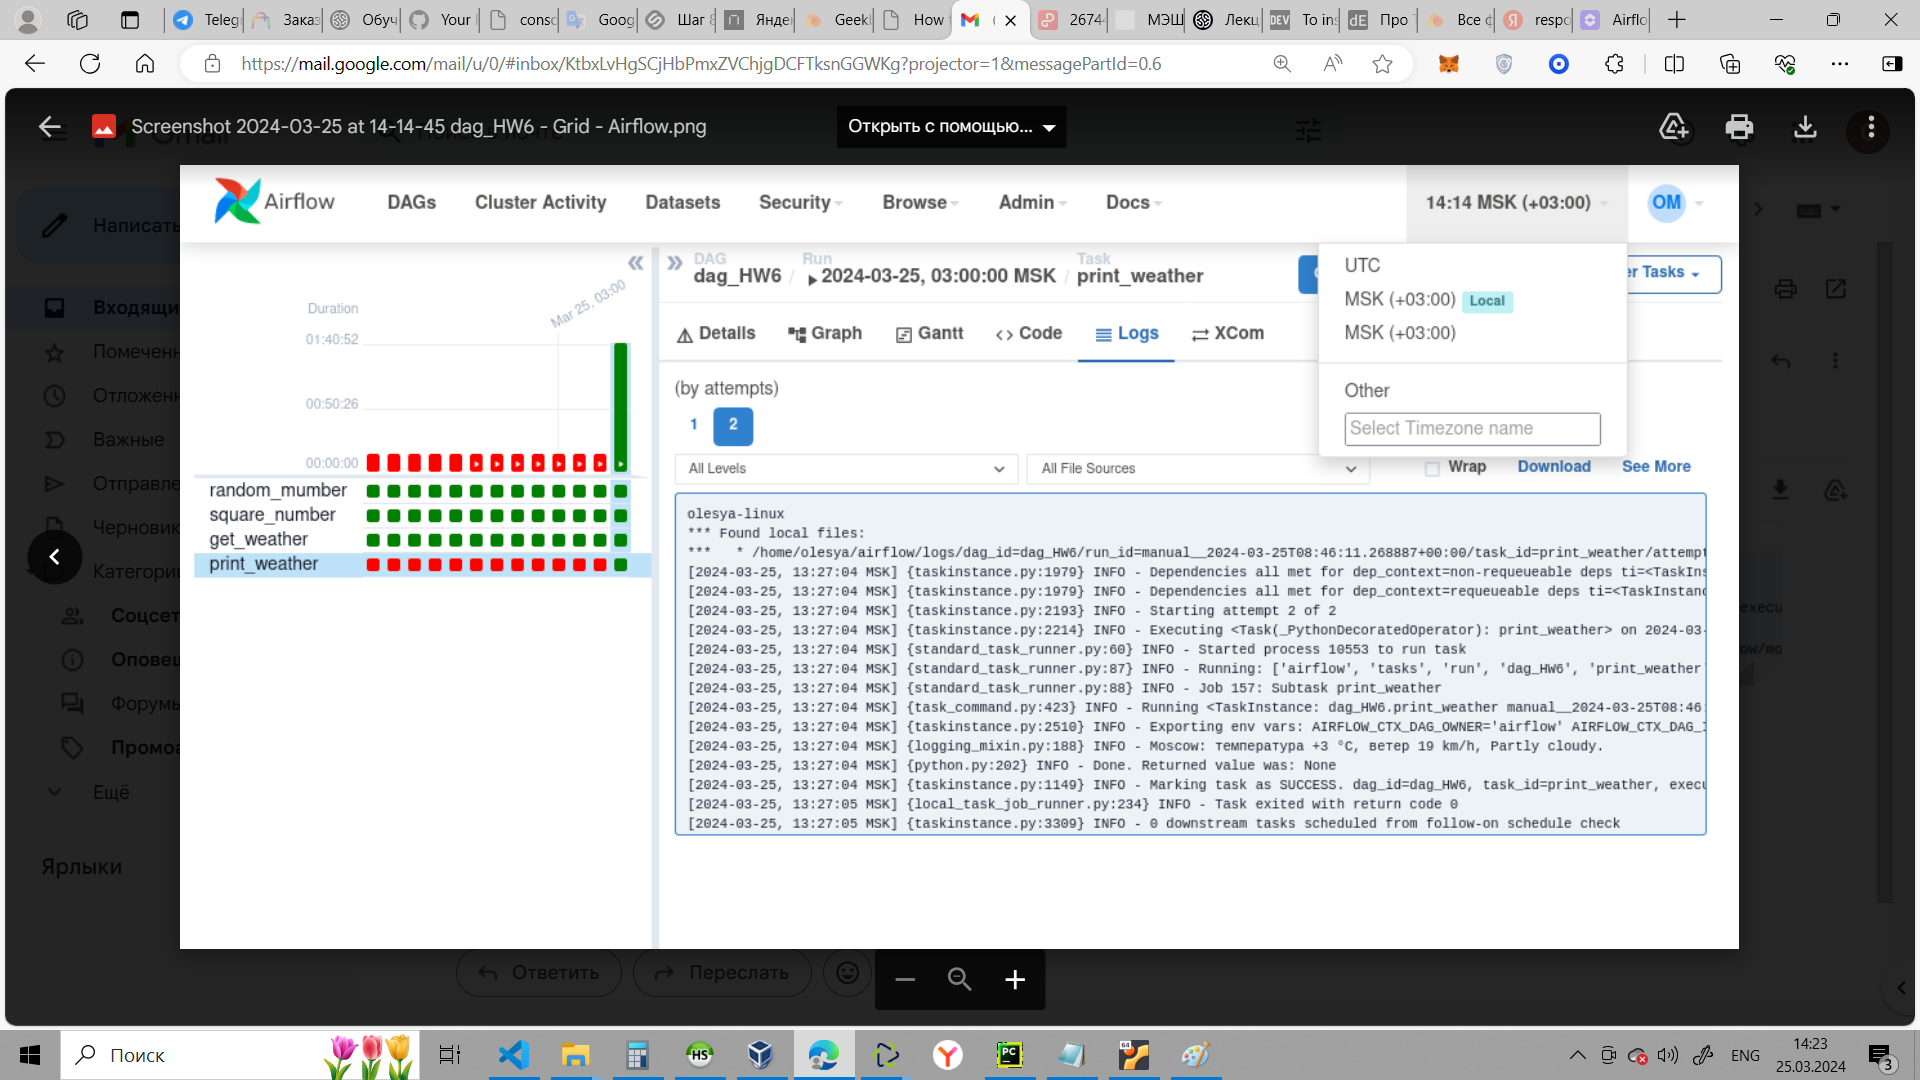 Telegr
Заказ
Обуч
Your
consc
Goog
Шаг 8
Янде
Geekl
How
(
2674
МЭШ
Лекц
DEV To in
dE Про
Все ф
resp
Airflo
https://mail.google.com/mail/u/0/#inbox/KtbxLvHgSCjHbPmxZVChjgDCFTksnGGWKg?projector=1&messagePartId=0.6
Screenshot 2024-03-25 at 14-14-45 dag_HW6 - Grid - Airflow.png
Открыть с помощью...
Написать
Входящи
Помеченн
Отложенн
Важные
Отправле
Черновик
Категори
Соцсет
Опове
Форумы
Промоа
Ещё
Ярлыки
Airflow
DAGs
Cluster Activity
Datasets
Security
Browse
Admin
Docs
14:14 MSK (+03:00)
OM
UTC
MSK (+03:00) Local
MSK (+03:00)
Other
Select Timezone name
er Tasks
DAG
dag_HW6 /
Run
2024-03-25, 03:00:00 MSK /
Task
print_weather
Details
Graph
Gantt
Code
Logs
XCom
Duration
Mar 25, 03:00
01:40:52
00:50:26
00:00:00
random_mumber
square_number
get_weather
print_weather
(by attempts)
1 2
All Levels
All File Sources
Wrap
Download
See More
olesya-linux
*** Found local files:
*** * /home/olesya/airflow/logs/dag_id=dag_HW6/run_id=manual__2024-03-25T08:46:11.268887+00:00/task_id=print_weather/attempt
[2024-03-25, 13:27:04 MSK] {taskinstance.py:1979} INFO - Dependencies all met for dep_context=non-requeueable deps ti=<TaskIns
[2024-03-25, 13:27:04 MSK] {taskinstance.py:1979} INFO - Dependencies all met for dep_context=requeueable deps ti=<TaskInstanc
[2024-03-25, 13:27:04 MSK] {taskinstance.py:2193} INFO - Starting attempt 2 of 2
[2024-03-25, 13:27:04 MSK] {taskinstance.py:2214} INFO - Executing <Task(_PythonDecoratedOperator): print_weather> on 2024-03-
[2024-03-25, 13:27:04 MSK] {standard_task_runner.py:60} INFO - Started process 10553 to run task
[2024-03-25, 13:27:04 MSK] {standard_task_runner.py:87} INFO - Running: ['airflow', 'tasks', 'run', 'dag_HW6', 'print_weather'
[2024-03-25, 13:27:04 MSK] {standard_task_runner.py:88} INFO - Job 157: Subtask print_weather
[2024-03-25, 13:27:04 MSK] {task_command.py:423} INFO - Running <TaskInstance: dag_HW6.print_weather manual__2024-03-25T08:46:
[2024-03-25, 13:27:04 MSK] {taskinstance.py:2510} INFO - Exporting env vars: AIRFLOW_CTX_DAG_OWNER='airflow' AIRFLOW_CTX_DAG_I
[2024-03-25, 13:27:04 MSK] {logging_mixin.py:188} INFO - Moscow: температура +3 °C, ветер 19 km/h, Partly cloudy.
[2024-03-25, 13:27:04 MSK] {python.py:202} INFO - Done. Returned value was: None
[2024-03-25, 13:27:04 MSK] {taskinstance.py:1149} INFO - Marking task as SUCCESS. dag_id=dag_HW6, task_id=print_weather, execu
[2024-03-25, 13:27:05 MSK] {local_task_job_runner.py:234} INFO - Task exited with return code 0
[2024-03-25, 13:27:05 MSK] {taskinstance.py:3309} INFO - 0 downstream tasks scheduled from follow-on schedule check
execu
ow/mo
Ответить
Переслать
Поиск
ENG
14:23
25.03.2024
3